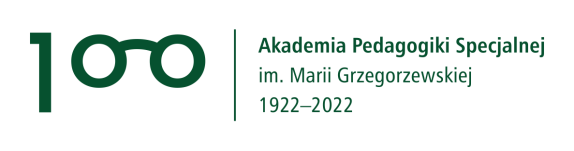 100
Akademia Pedagogiki Specjalnej
im. Marii Grzegorzewskiej
1922–2022